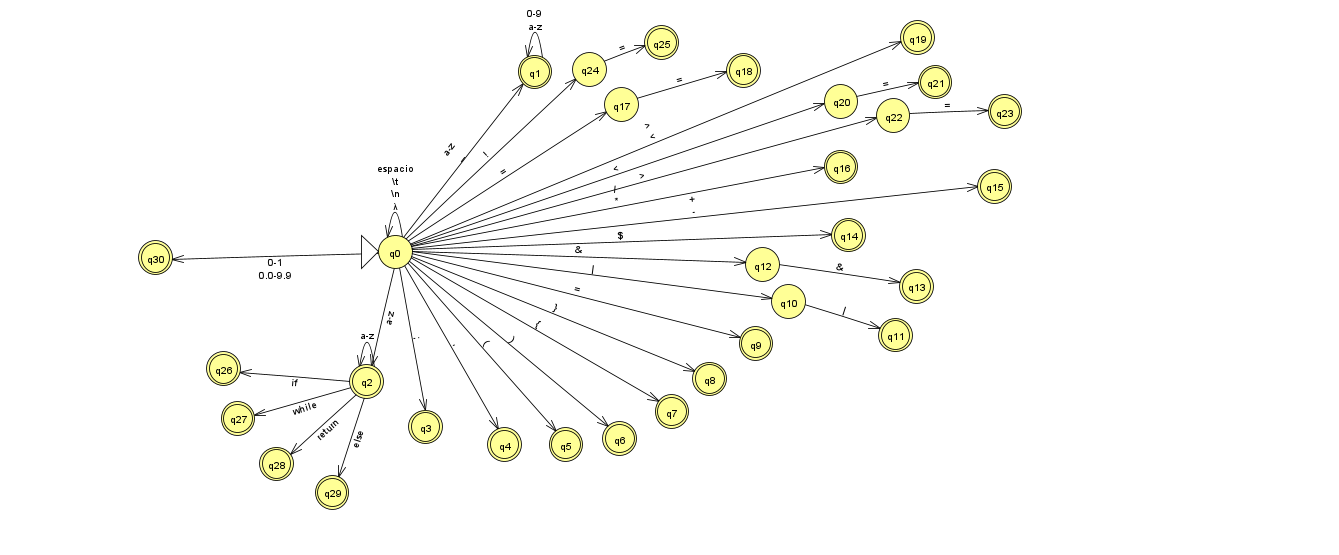 0-9
a-z
q1
q24
=
q25
q17
=
q18
q19
q20
=
q21
q22
=
q23
a-z
!
=
>
<
<
>
q16
/
*
q15
+
-
espacio
\t
\n
λ
q0
q30
0-1
0.0-9.9
$
q14
&
q12
&
q13
|
q10
|
q11
=
q9
}
q8
{
q7
)
q6
(
q5
q4
q3
a-z
a-z
q2
if
q26
while
q27
return
q28
else
q29